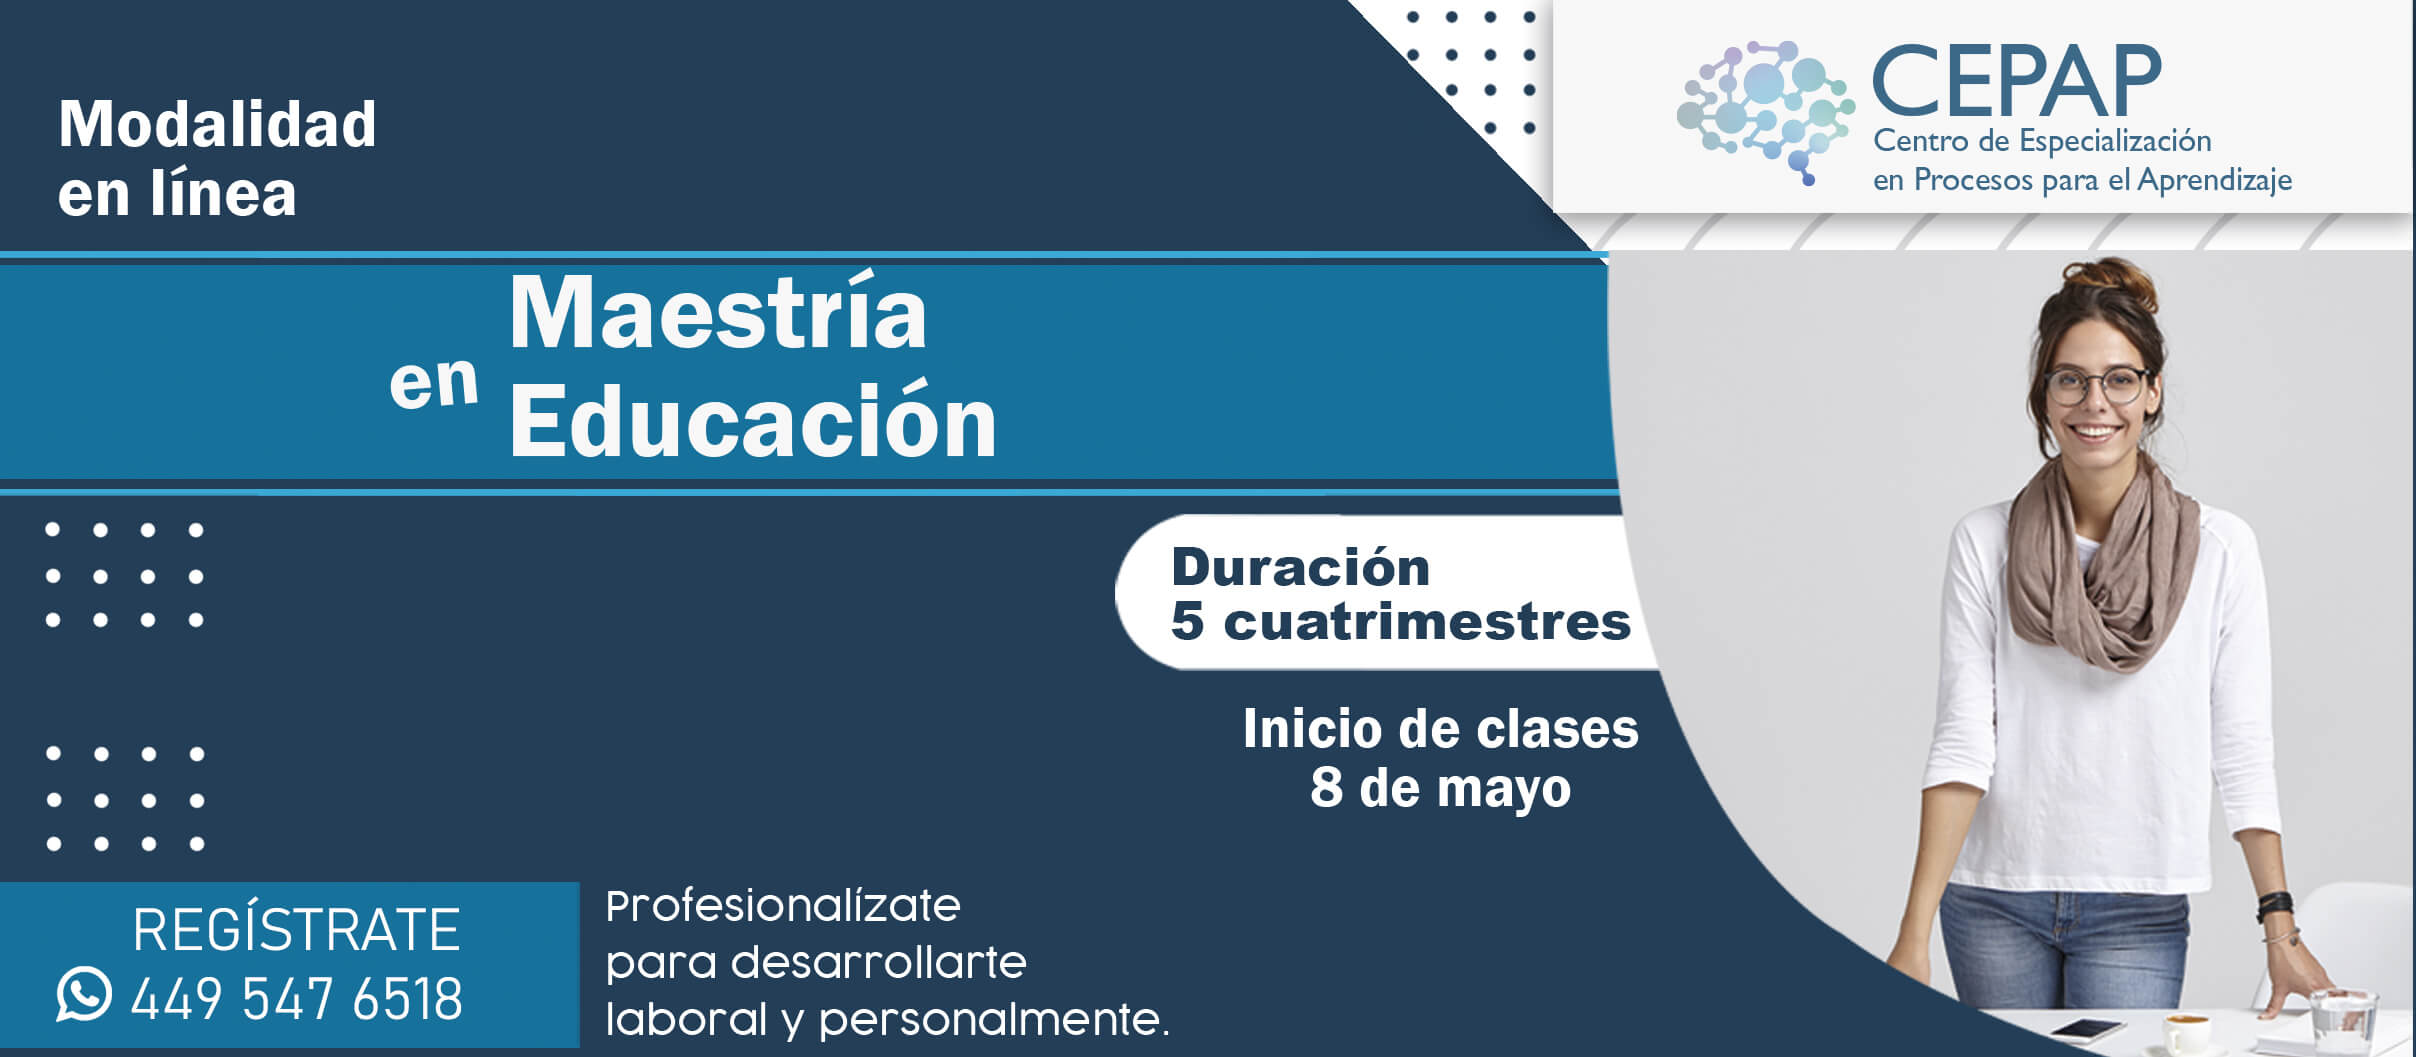 CEPAP
Centro de Especialización
en Procesos para el Aprendizaje
Modalidad
en línea
Maestría
en
Educación
Duración
5 cuatrimestres
Inicio de clases
8 de mayo
REGÍSTRATE
449 547 6518
Profesionalízate
para desarrollarte
laboral y personalmente.